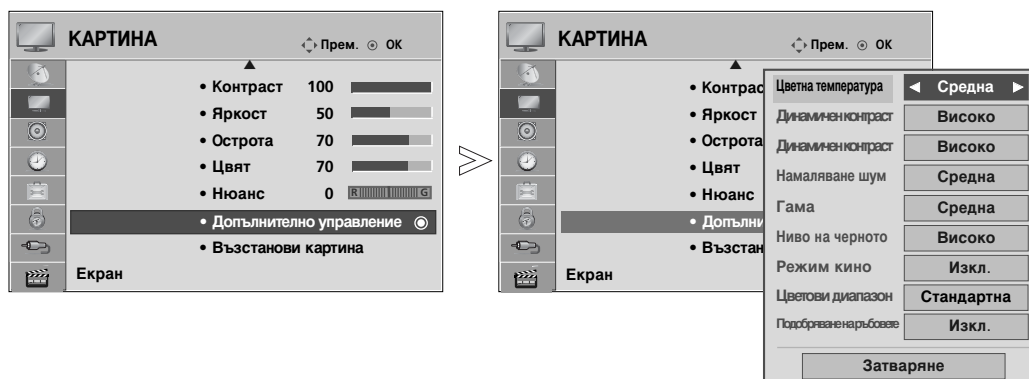 КАРТИНА
Прем. OK
• Контраст 100
• Яркост 50
• Острота 70
• Цвят 70
• Нюанс 0 R G
• Допълнително управление
• Възстанови картина
Екран
КАРТИНА
Прем. OK
• Контрас
• Яркост
• Острота
• Цвят
• Нюанс
• Допълни
• Възстан
Екран
Цветна температура Средна
Динамичен контраст Високо
Динамичен контраст Високо
Намаляване шум Средна
Гама Средна
Ниво на черното Високо
Режим кино Изкл.
Цветови диапазон Стандартна
Подобряване на ръбовете Изкл.
Затваряне